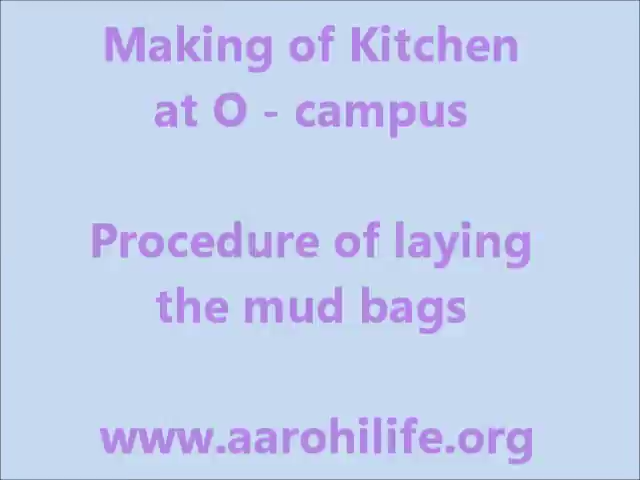 Making of Kitchen
at O - campus
Procedure of laying
the mud bags
www.aarohilife.org